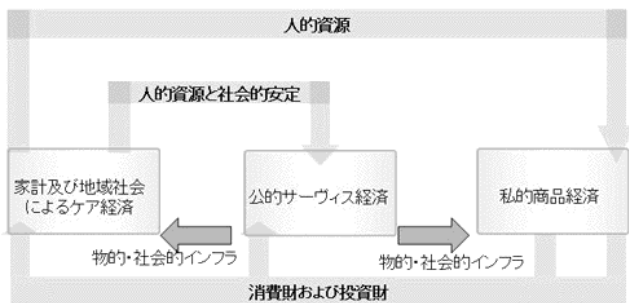 人的資源
人的資源と社会的安定
家計及び地域社会
によるケア経済
公的サーヴィス経済
私的商品経済
物的・社会的インフラ
物的・社会的インフラ
消費財および投資財